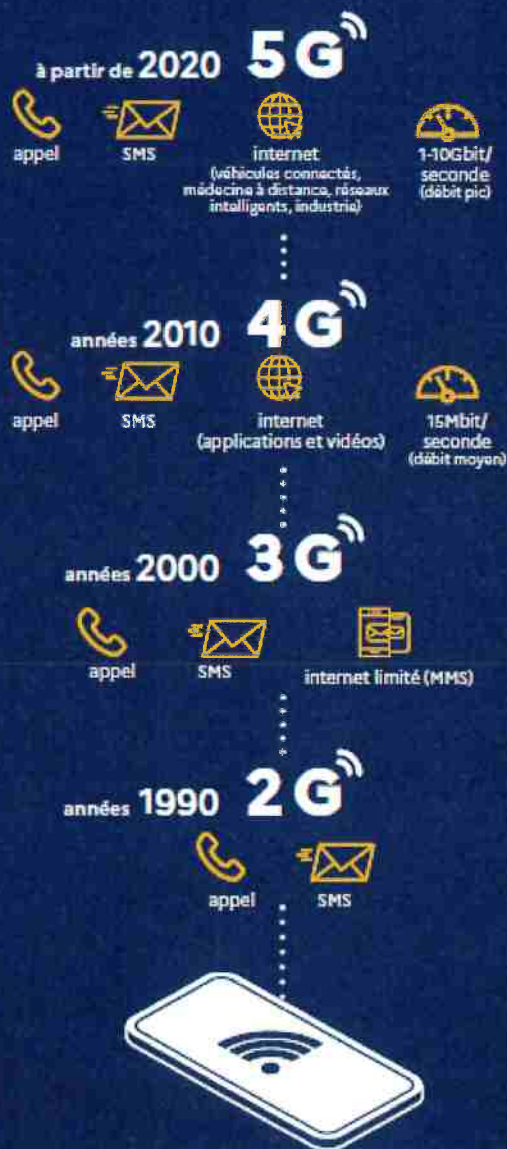 à partir de 2020 5G
appel
SMS
internet
(véhicules connectés,
médecine à distance, réseaux
intelligents, industrie)
1-10Gbit/
seconde
(débit pic)
années 2010 4G
appel
SMS
internet
(applications et vidéos)
15Mbit/
seconde
(débit moyen)
années 2000 3G
appel
SMS
internet limité (MMS)
années 1990 2G
appel
SMS